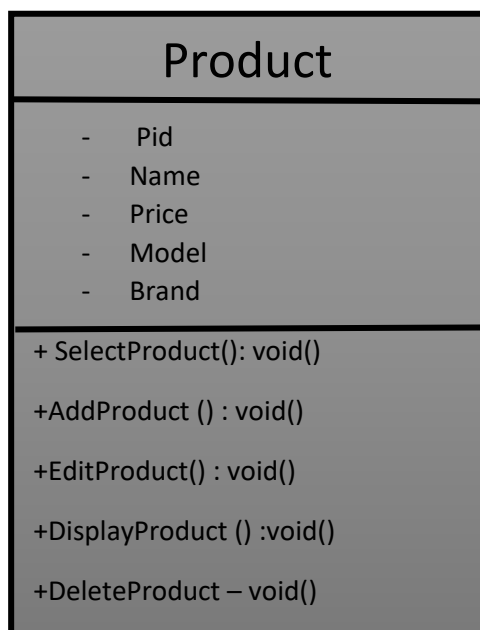 Product
- Pid
- Name
- Price
- Model
- Brand
+ SelectProduct(): void()
+AddProduct () : void()
+EditProduct() : void()
+DisplayProduct () :void()
+DeleteProduct – void()